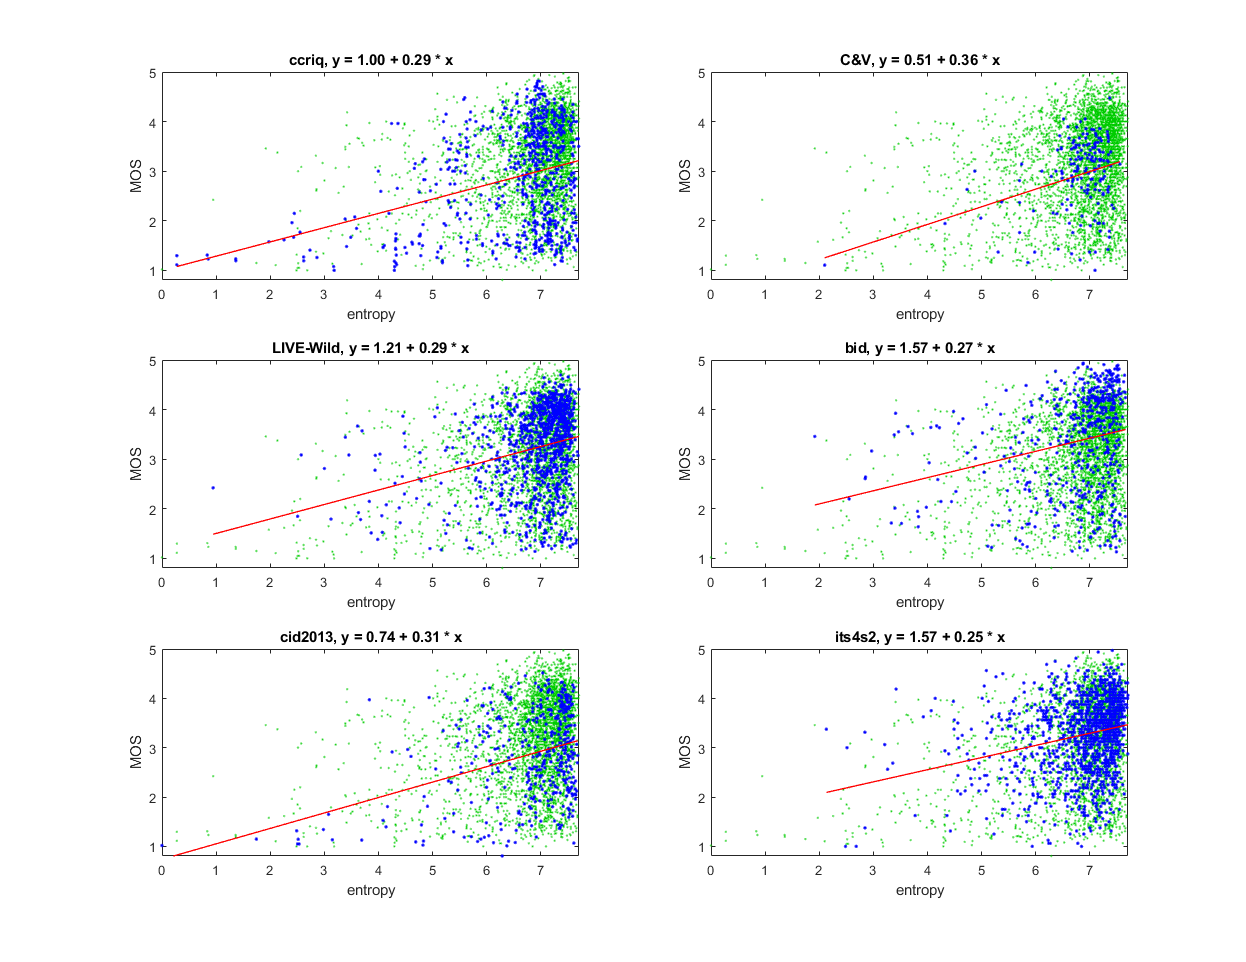 ccriq, y = 1.00 + 0.29 * x
5
4
3
2
1
MOS
0 1 2 3 4 5 6 7
entropy
C&V, y = 0.51 + 0.36 * x
5
4
3
2
1
MOS
0 1 2 3 4 5 6 7
entropy
LIVE-Wild, y = 1.21 + 0.29 * x
5
4
3
2
1
MOS
0 1 2 3 4 5 6 7
entropy
bid, y = 1.57 + 0.27 * x
5
4
3
2
1
MOS
0 1 2 3 4 5 6 7
entropy
cid2013, y = 0.74 + 0.31 * x
5
4
3
2
1
MOS
0 1 2 3 4 5 6 7
entropy
its4s2, y = 1.57 + 0.25 * x
5
4
3
2
1
MOS
0 1 2 3 4 5 6 7
entropy